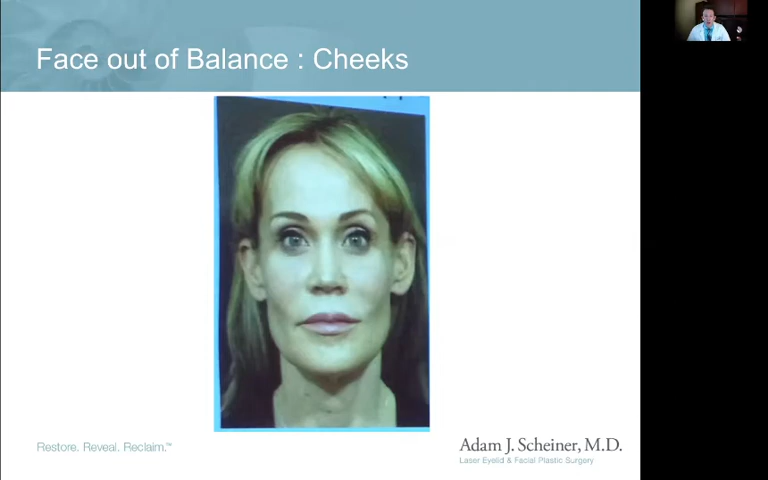 Face out of Balance : Cheeks
Restore. Reveal. Reclaim.™
Adam J. Scheiner, M.D.
Laser Eyelid & Facial Plastic Surgery